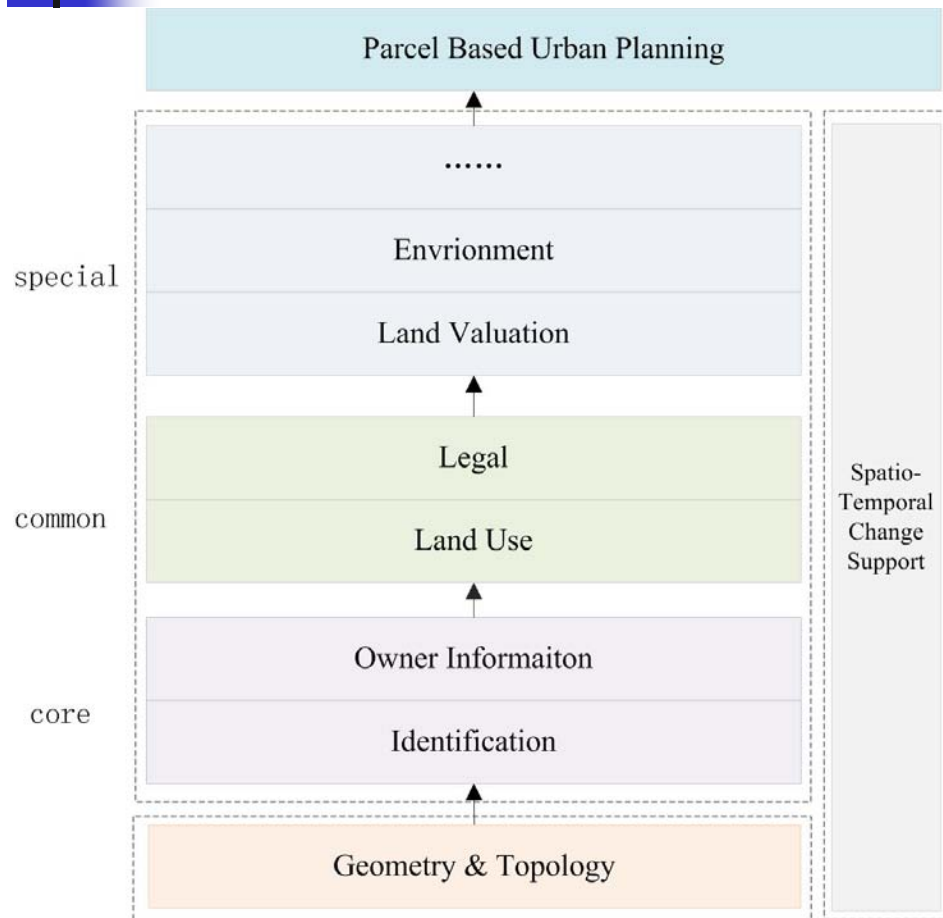 Parcel Based Urban Planning
......
Envrionment
special
Land Valuation
Legal
common
Land Use
Spatio-
Temporal
Change
Support
Owner Informaiton
core
Identification
Geometry & Topology